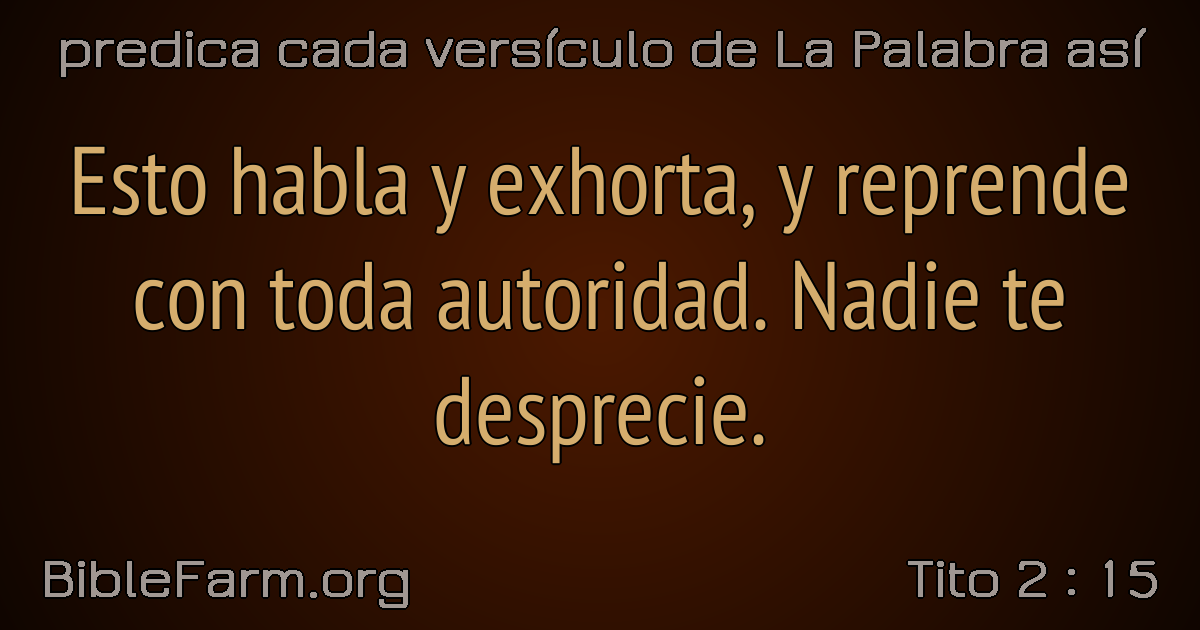 predica cada versículo de La Palabra así
Esto habla y exhorta, y reprende
con toda autoridad. Nadie te
desprecie.
BibleFarm.org
Tito 2 : 15